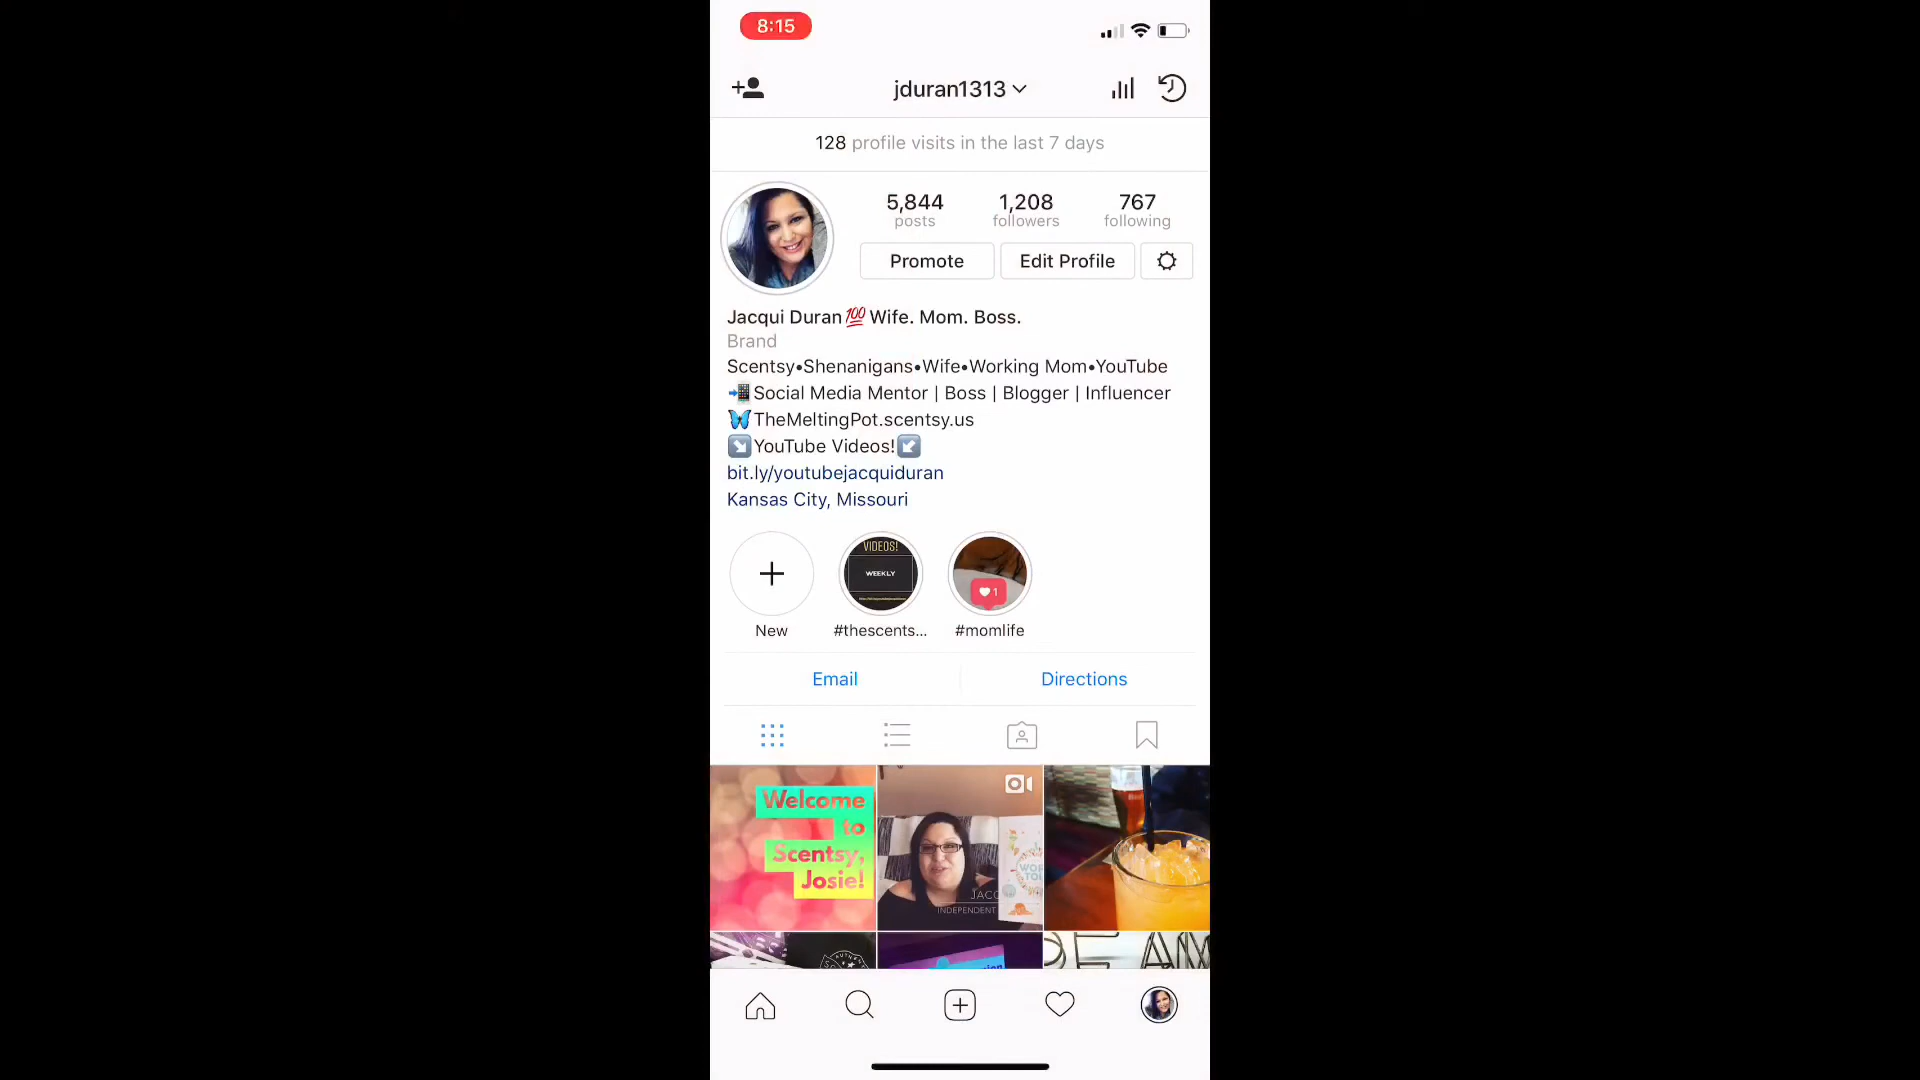 8:15
jduran1313
128 profile visits in the last 7 days
5,844 1,208 767
posts followers following
Promote Edit Profile
Jacqui Duran💯Wife. Mom. Boss.
Brand
Scentsy•Shenanigans•Wife•Working Mom•YouTube
📲Social Media Mentor | Boss | Blogger | Influencer
🦋TheMeltingPot.scentsy.us
↘️YouTube Videos!↙️
bit.ly/youtubejacquiduran
Kansas City, Missouri
VIDEOS!
WEEKLY
1
New #thescents... #momlife
Email Directions
Welcome
to
Scentsy,
Josie!
INDEPENDENT